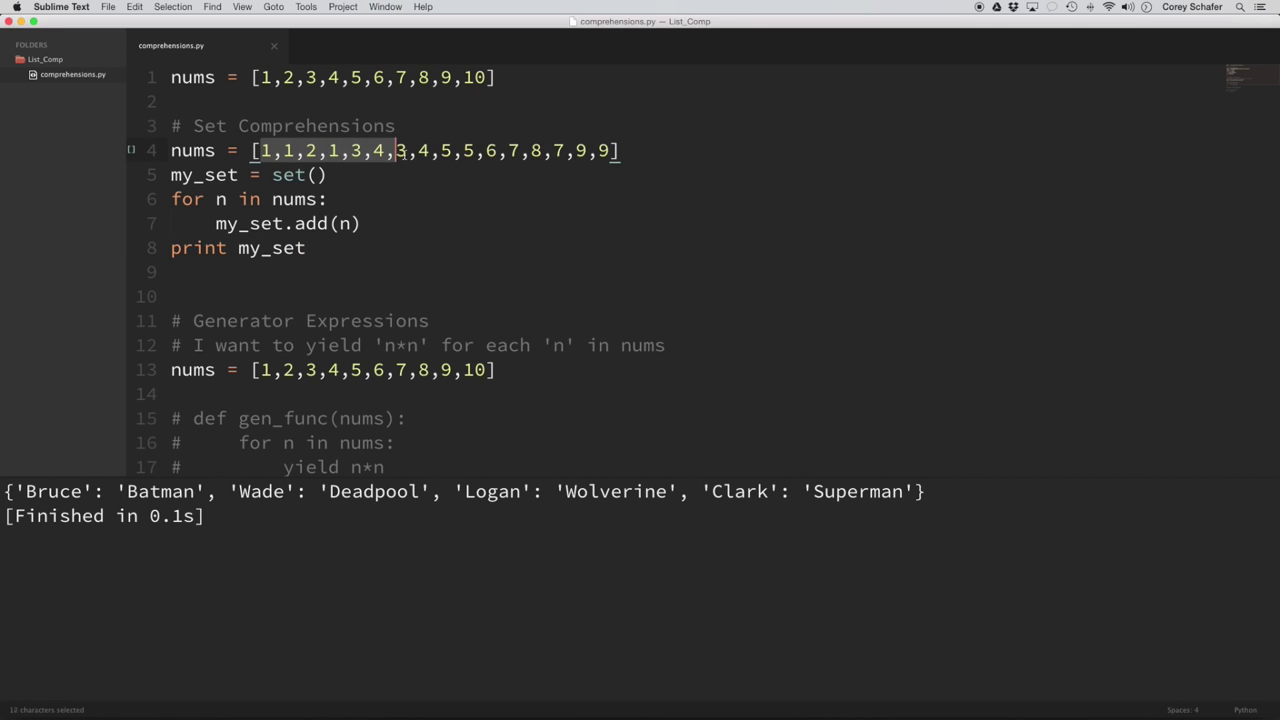 Sublime Text File Edit Selection Find View Goto Tools Project Window Help Corey Schafer
comprehensions.py — List_Comp
FOLDERS
List_Comp
comprehensions.py
comprehensions.py
1 nums = [1,2,3,4,5,6,7,8,9,10]
2
3 # Set Comprehensions
4 nums = [1,1,2,1,3,4,3,4,5,5,6,7,8,7,9,9]
5 my_set = set()
6 for n in nums:
7 my_set.add(n)
8 print my_set
9
10
11 # Generator Expressions
12 # I want to yield 'n*n' for each 'n' in nums
13 nums = [1,2,3,4,5,6,7,8,9,10]
14
15 # def gen_func(nums):
16 # for n in nums:
17 # yield n*n
{'Bruce': 'Batman', 'Wade': 'Deadpool', 'Logan': 'Wolverine', 'Clark': 'Superman'}
[Finished in 0.1s]
12 characters selected Spaces: 4 Python